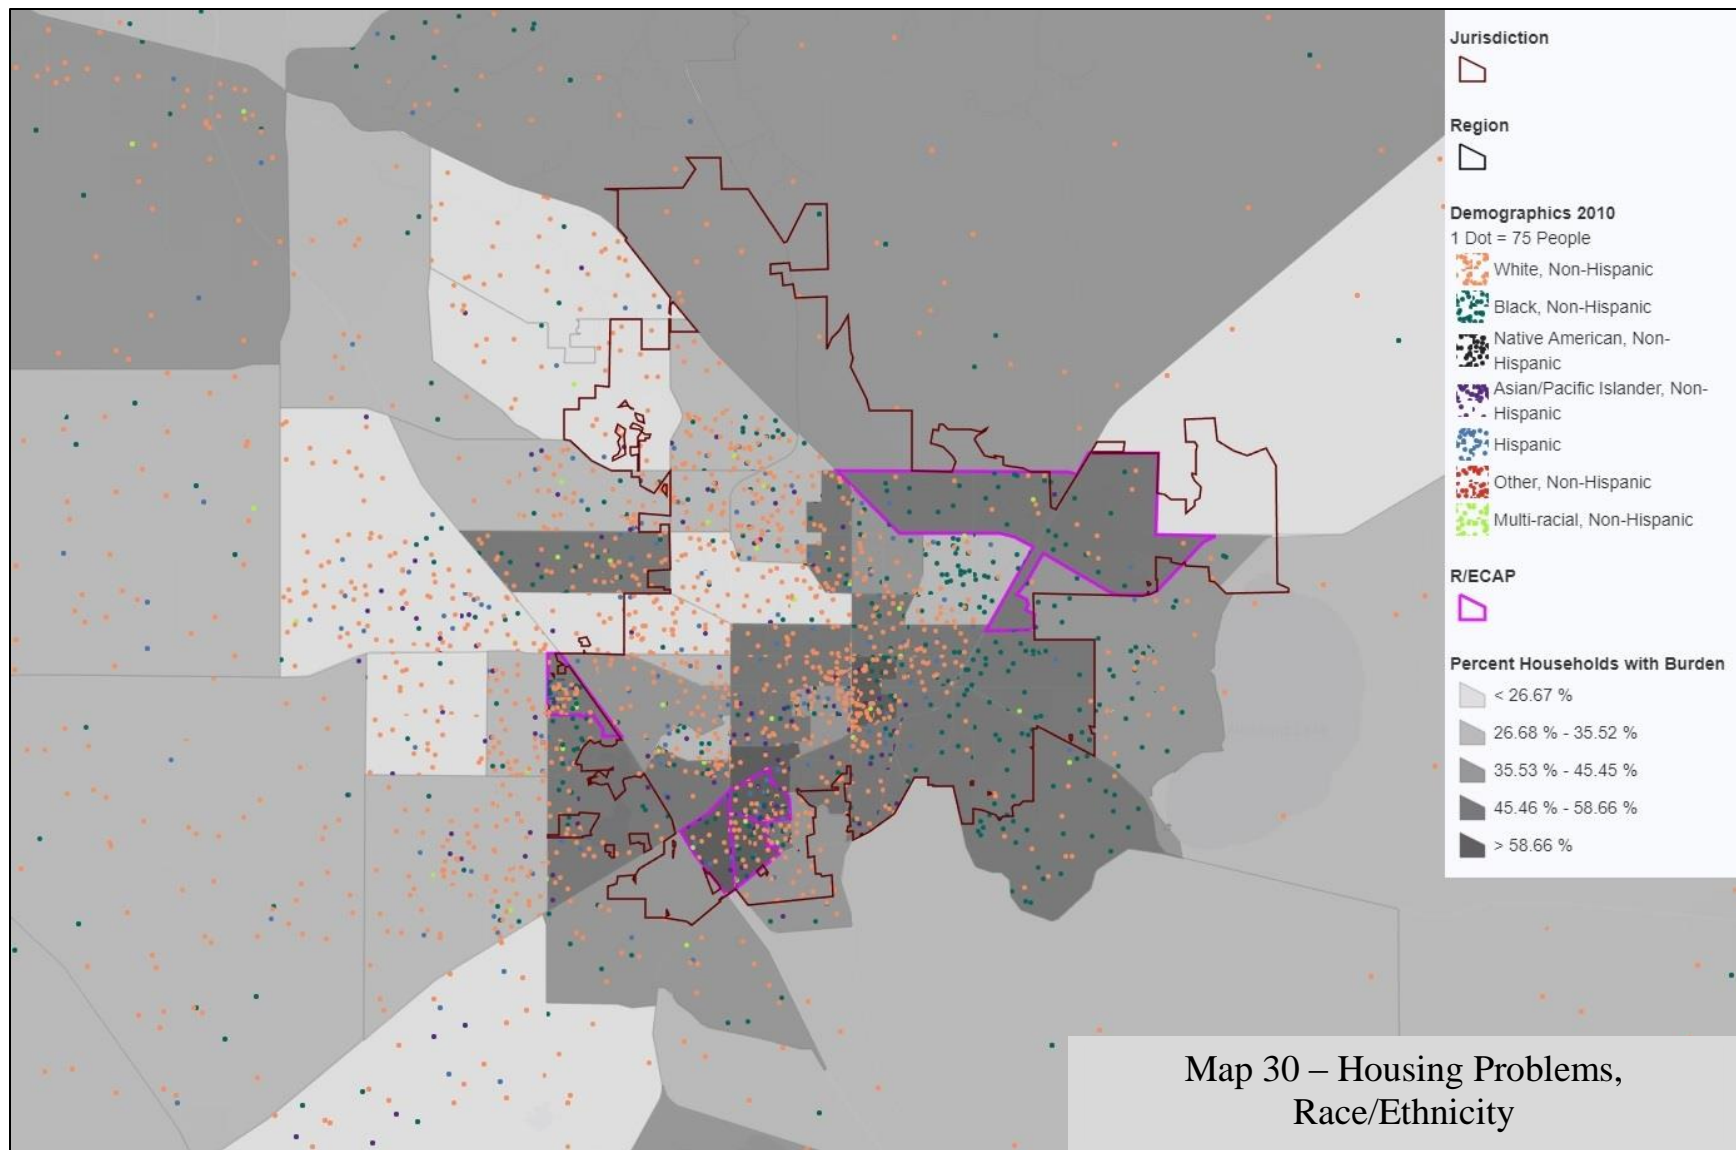 Jurisdiction
Region
Demographics 2010
1 Dot = 75 People
White, Non-Hispanic
Black, Non-Hispanic
Native American, Non-
Hispanic
Asian/Pacific Islander, Non-
Hispanic
Hispanic
Other, Non-Hispanic
Multi-racial, Non-Hispanic
R/ECAP
Percent Households with Burden
< 26.67 %
26.68 % - 35.52 %
35.53 % - 45.45 %
45.46 % - 58.66 %
> 58.66 %
Map 30 – Housing Problems,
Race/Ethnicity